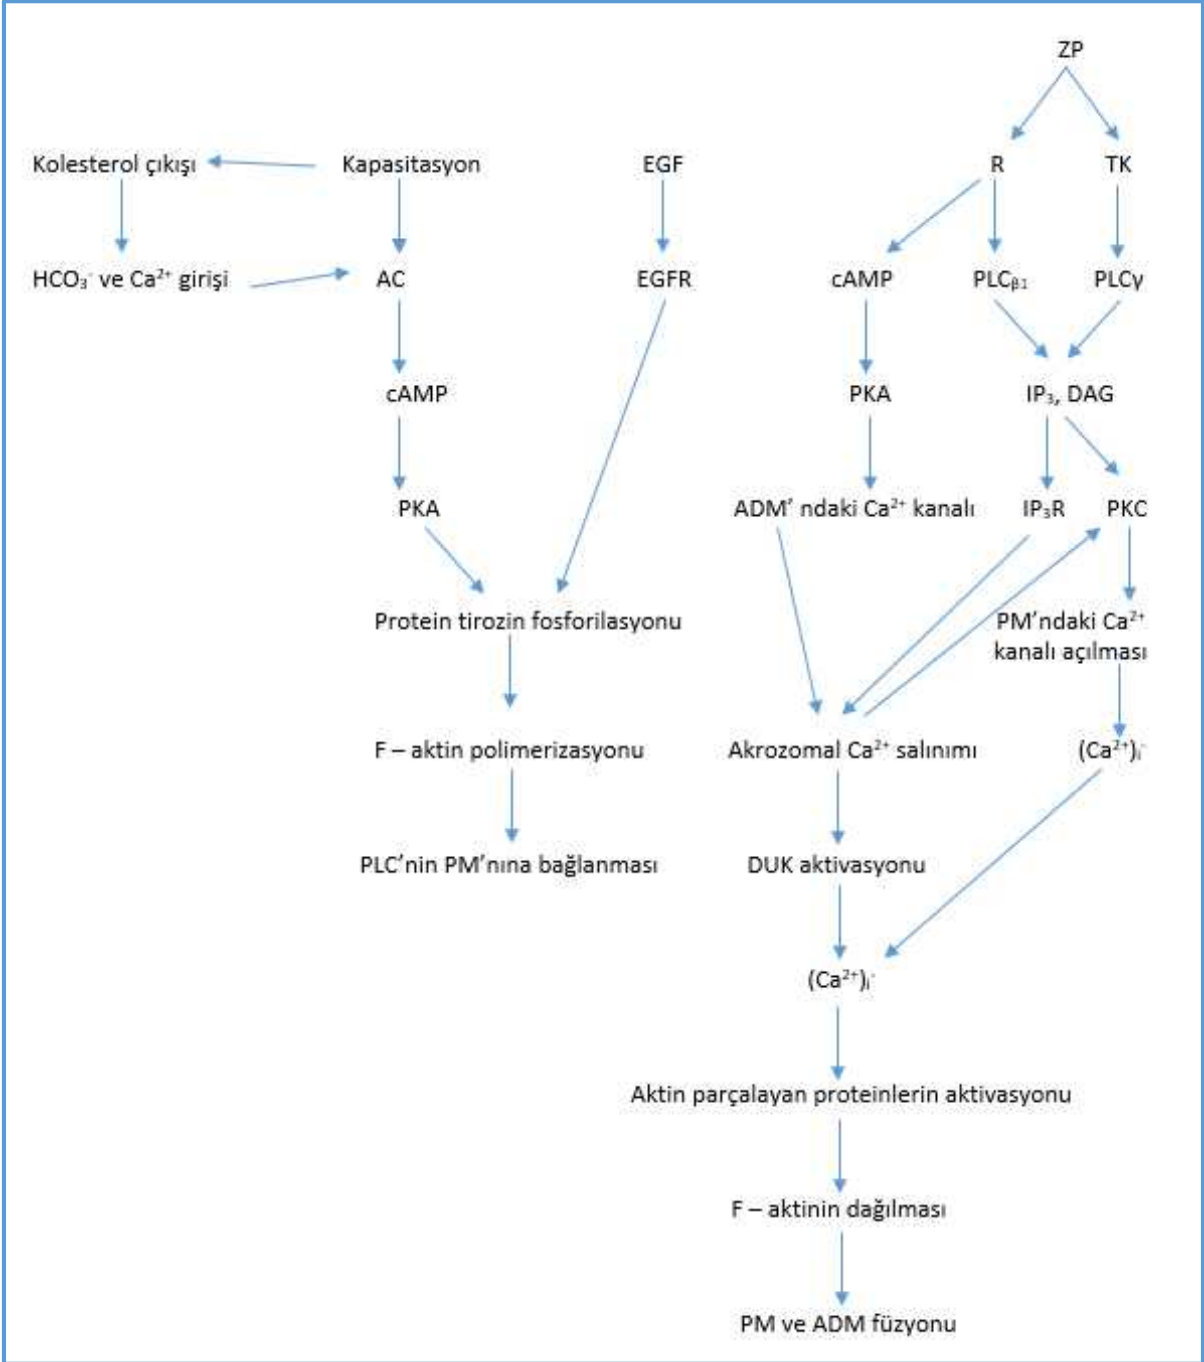 ZP
Kolesterol çıkışı
Kapasitasyon
EGF
R
TK
HCO₃⁻ ve Ca²⁺ girişi
AC
EGFR
cAMP
PLCβ1
PLCγ
cAMP
PKA
IP₃, DAG
PKA
ADM’ ndaki Ca²⁺ kanalı
IP₃R
PKC
Protein tirozin fosforilasyonu
PM’ndaki Ca²⁺
kanalı açılması
F – aktin polimerizasyonu
Akrozomal Ca²⁺ salınımı
(Ca²⁺)ᵢ
PLC’nin PM’nına bağlanması
DUK aktivasyonu
(Ca²⁺)ᵢ
Aktin parçalayan proteinlerin aktivasyonu
F – aktinin dağılması
PM ve ADM füzyonu